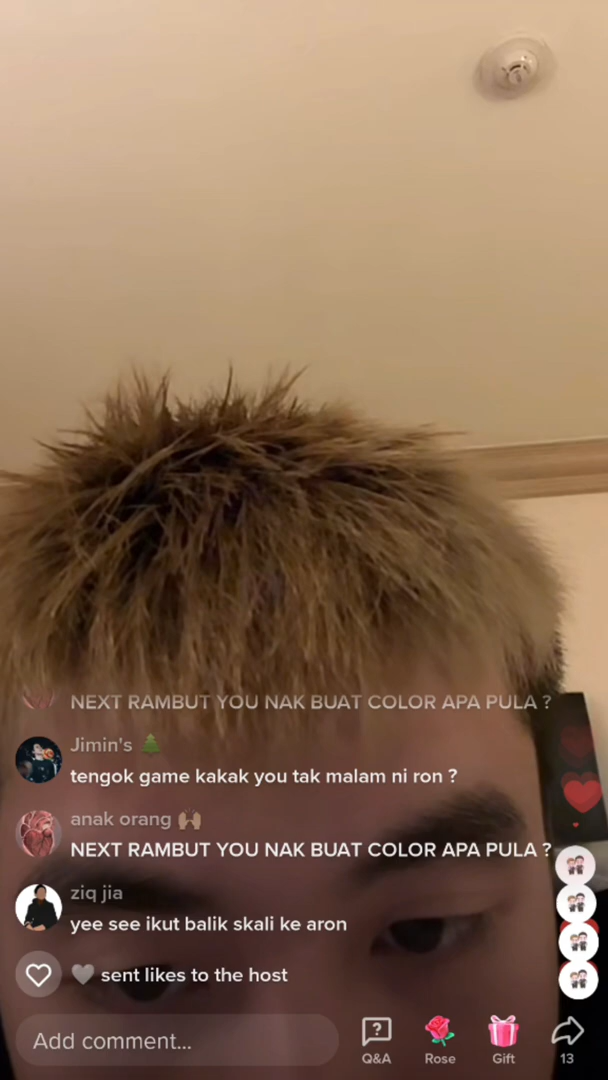 NEXT RAMBUT YOU NAK BUAT COLOR APA PULA ?
Jimin's 🎄
tengok game kakak you tak malam ni ron ?
anak orang 🙌🏽
NEXT RAMBUT YOU NAK BUAT COLOR APA PULA ?
ziq jia
yee see ikut balik skali ke aron
🩶 sent likes to the host
Add comment...
Q&A
Rose
Gift
13